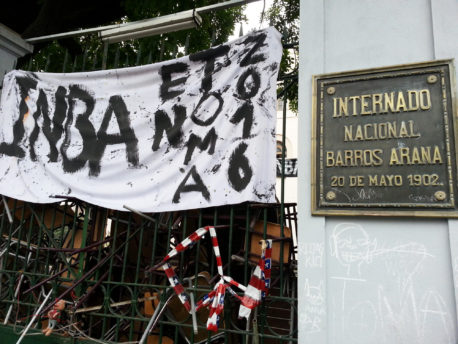 INBA
EN
TOMA
2016
INTERNADO
NACIONAL
BARROS ARANA
20 DE MAYO 1902